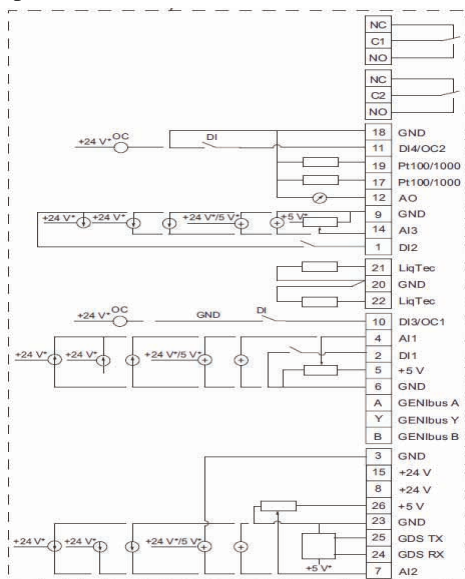 NC
C1
NO
NC
C2
NO
18 GND
+24 V* OC DI 11 DI4/OC2
19 Pt100/1000
17 Pt100/1000
12 AO
9 GND
+24 V* +24 V* +24 V*/5 V* +5 V*
14 AI3
1 DI2
21 LiqTec
20 GND
22 LiqTec
+24 V* OC GND DI 10 DI3/OC1
4 AI1
+24 V* +24 V* +24 V*/5 V* 2 DI1
5 +5 V
6 GND
A GENIbus A
Y GENIbus Y
B GENIbus B
3 GND
15 +24 V
8 +24 V
26 +5 V
23 GND
+24 V* +24 V* +24 V*/5 V* 25 GDS TX
24 GDS RX
+5 V* 7 AI2